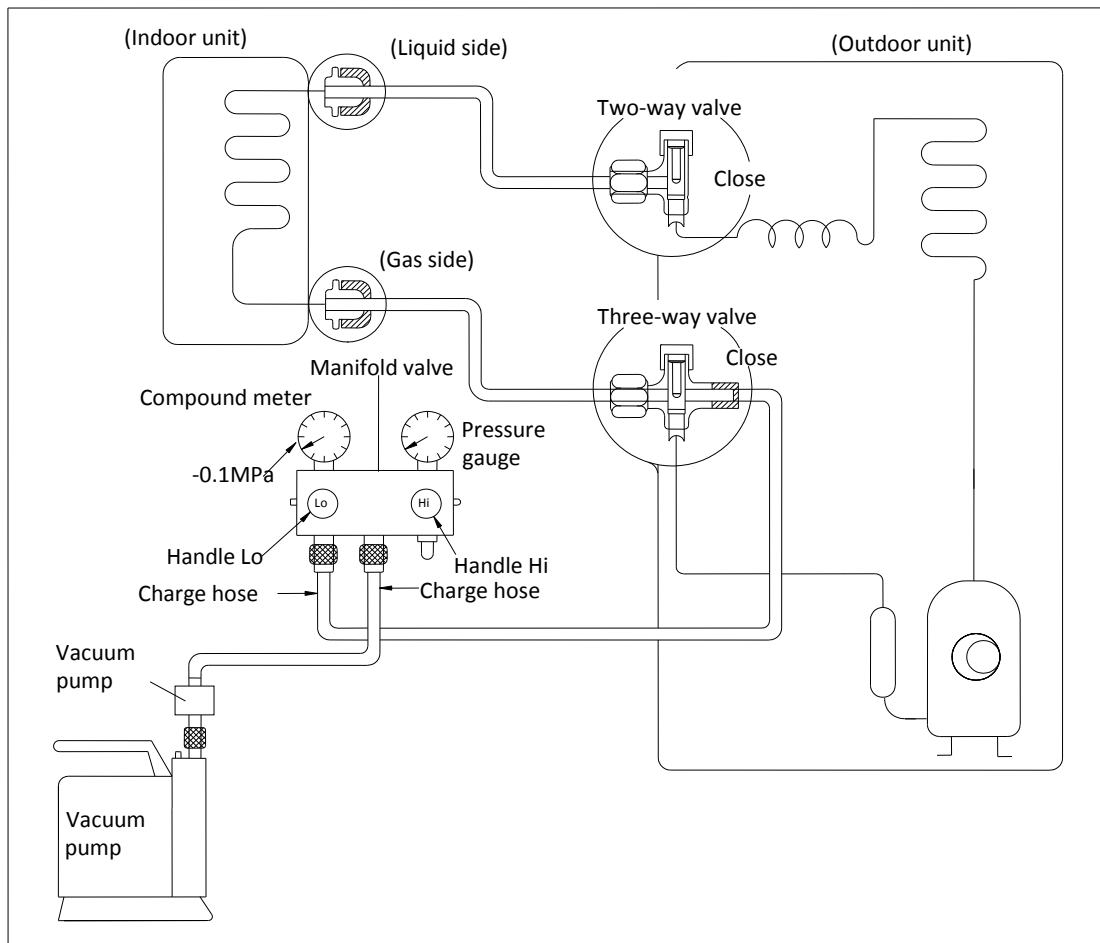 (Indoor unit)
(Liquid side)
(Outdoor unit)
Two-way valve
Close
(Gas side)
Three-way valve
Close
Manifold valve
Compound meter
Pressure
gauge
-0.1MPa
Lo
Hi
Handle Lo
Handle Hi
Charge hose
Charge hose
Vacuum
pump
Vacuum
pump